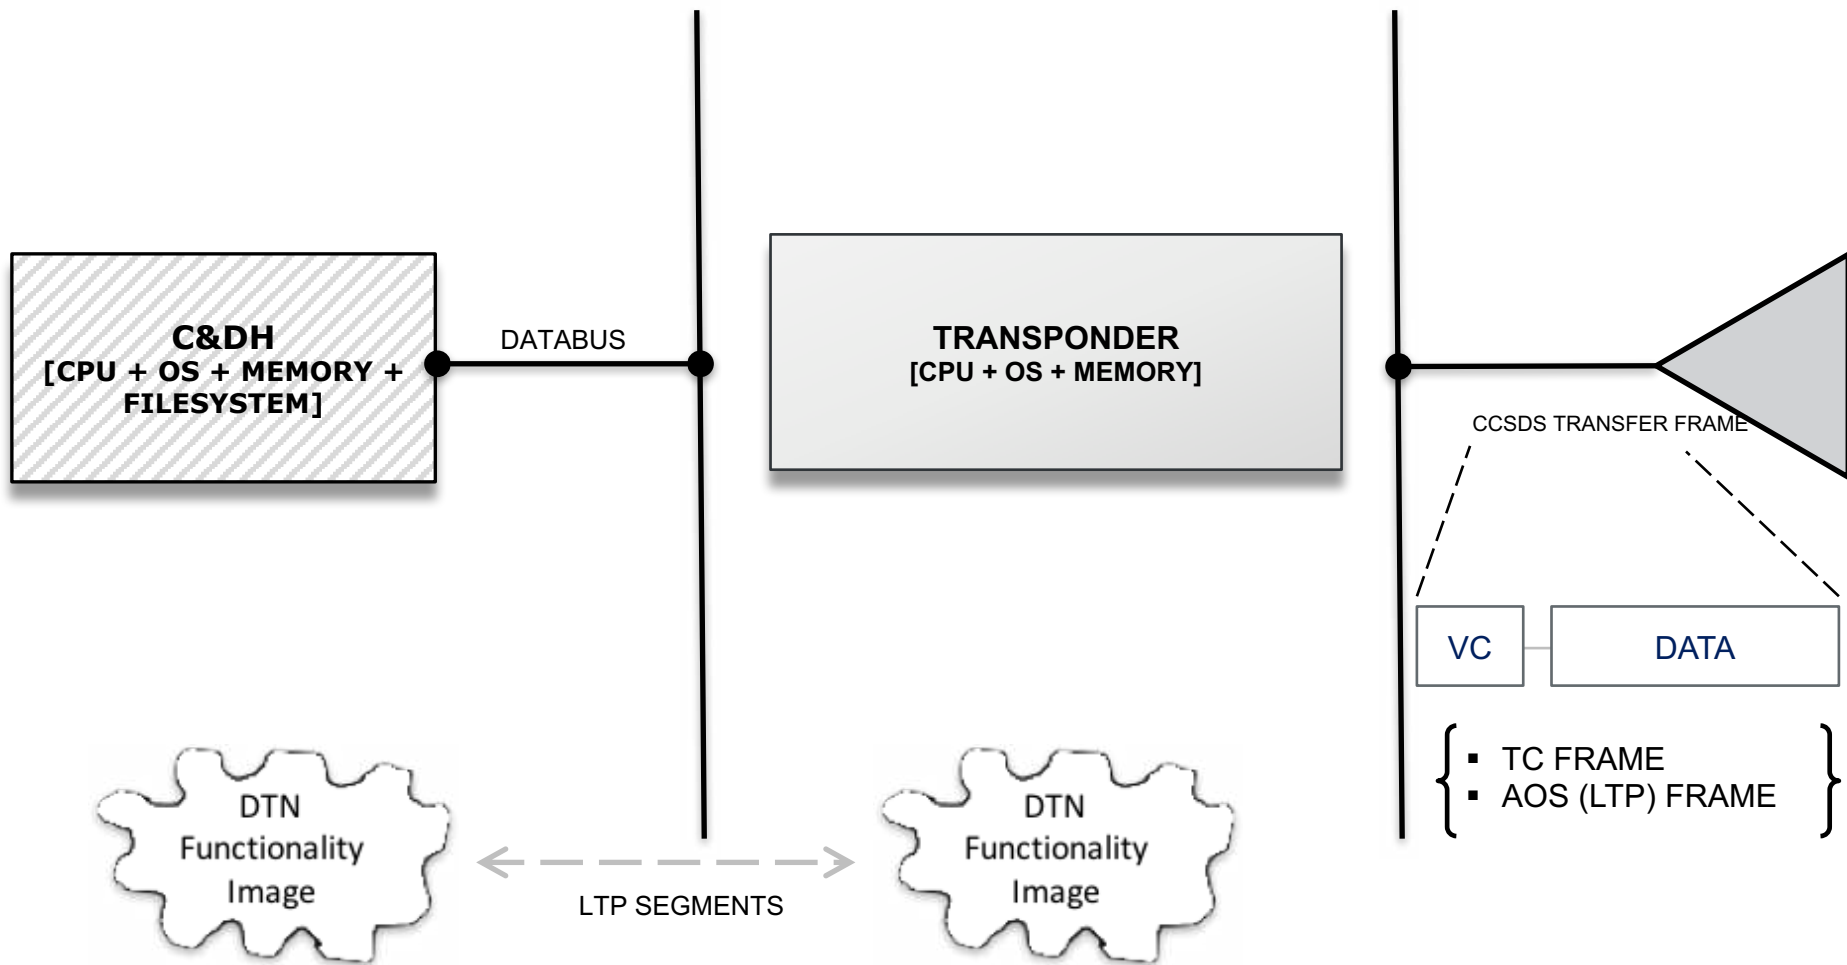 C&DH
[CPU + OS + MEMORY +
FILESYSTEM]
DATABUS
TRANSPONDER
[CPU + OS + MEMORY]
CCSDS TRANSFER FRAME
VC
DATA
▪ TC FRAME
▪ AOS (LTP) FRAME
DTN
Functionality
Image
LTP SEGMENTS
DTN
Functionality
Image